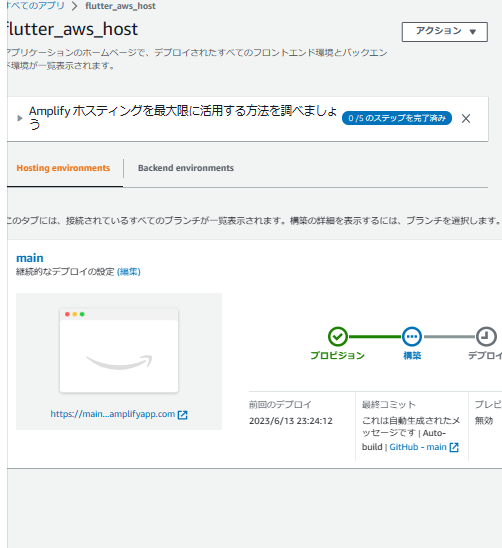 すべてのアプリ > flutter_aws_host
flutter_aws_host
アクション ▼
アプリケーションのホームページで、デプロイされたすべてのフロントエンド環境とバックエン
ド環境が一覧表示されます。
Amplify ホスティングを最大限に活用する方法を調べましょ
う
0 /5 のステップを完了済み
Hosting environments
Backend environments
このタブには、接続されているすべてのブランチが一覧表示されます。構築の詳細を表示するには、ブランチを選択します。
main
継続的なデプロイの設定 (編集)
プロビジョン
構築
デプロイ
https://main...amplifyapp.com
前回のデプロイ
2023/6/13 23:24:12
最終コミット
これは自動生成されたメ
ッセージです | Auto-
build | GitHub - main
プレビ
無効